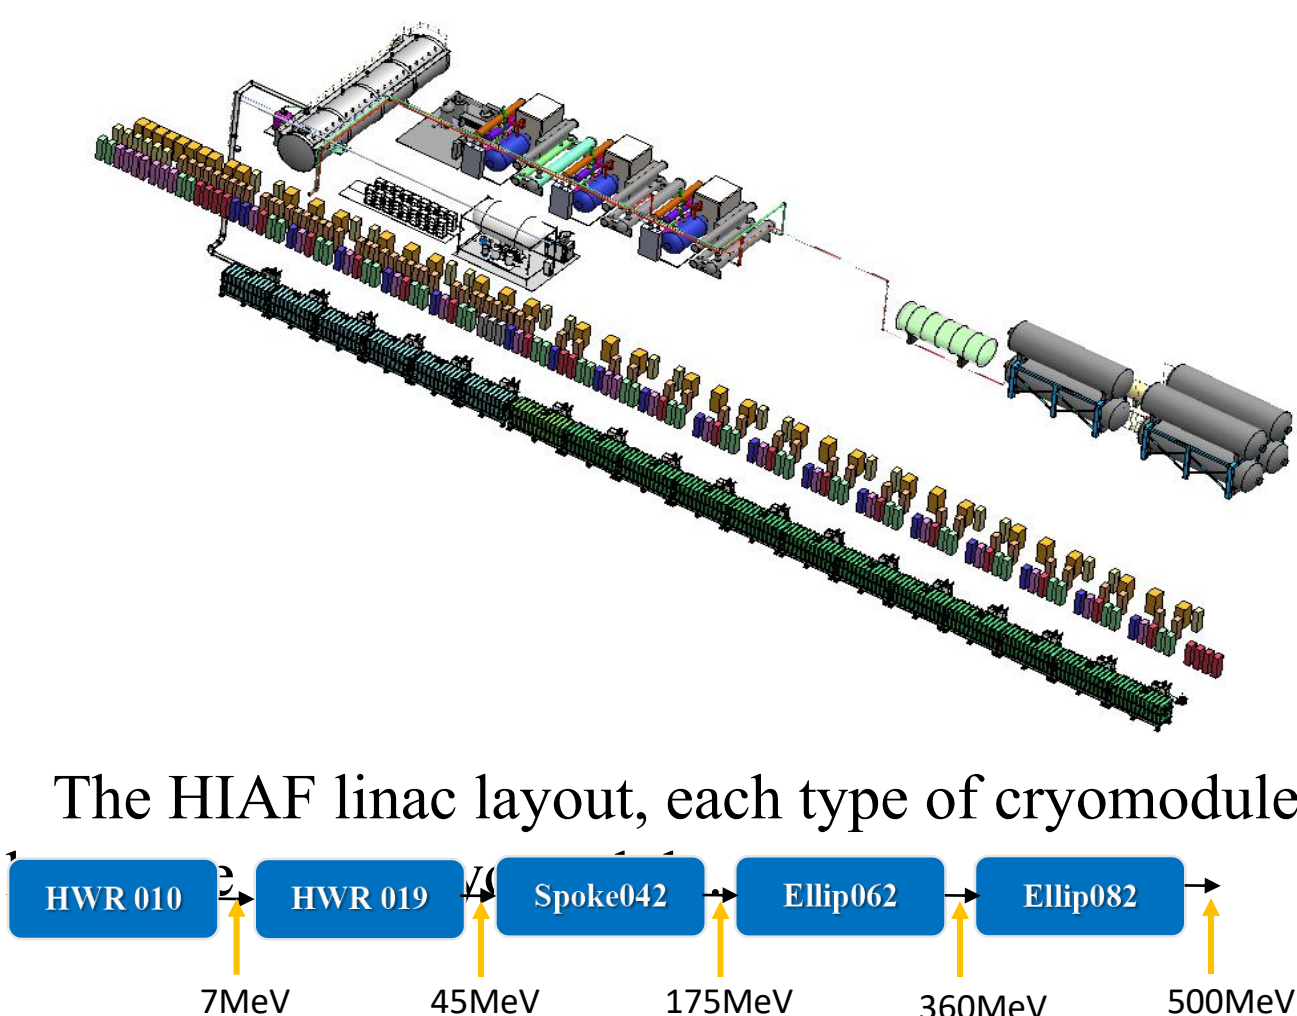 The HIAF linac layout, each type of cryomodule
HWR 010 HWR 019 Spoke042 Ellip062 Ellip082
7MeV 45MeV 175MeV 360MeV 500MeV